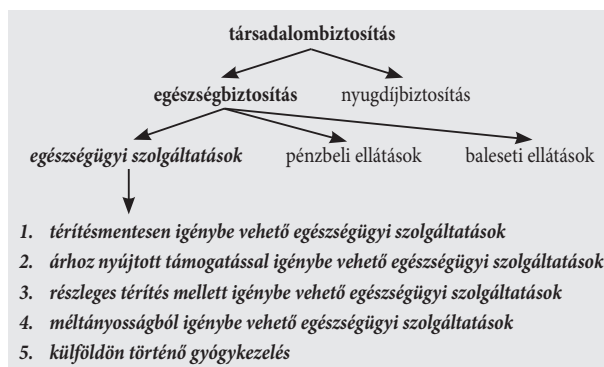 társadalombiztosítás
egészségbiztosítás nyugdíjbiztosítás
egészségügyi szolgáltatások pénzbeli ellátások baleseti ellátások
1. térítésmentesen igénybe vehető egészségügyi szolgáltatások
2. árhoz nyújtott támogatással igénybe vehető egészségügyi szolgáltatások
3. részleges térítés mellett igénybe vehető egészségügyi szolgáltatások
4. méltányosságból igénybe vehető egészségügyi szolgáltatások
5. külföldön történő gyógykezelés